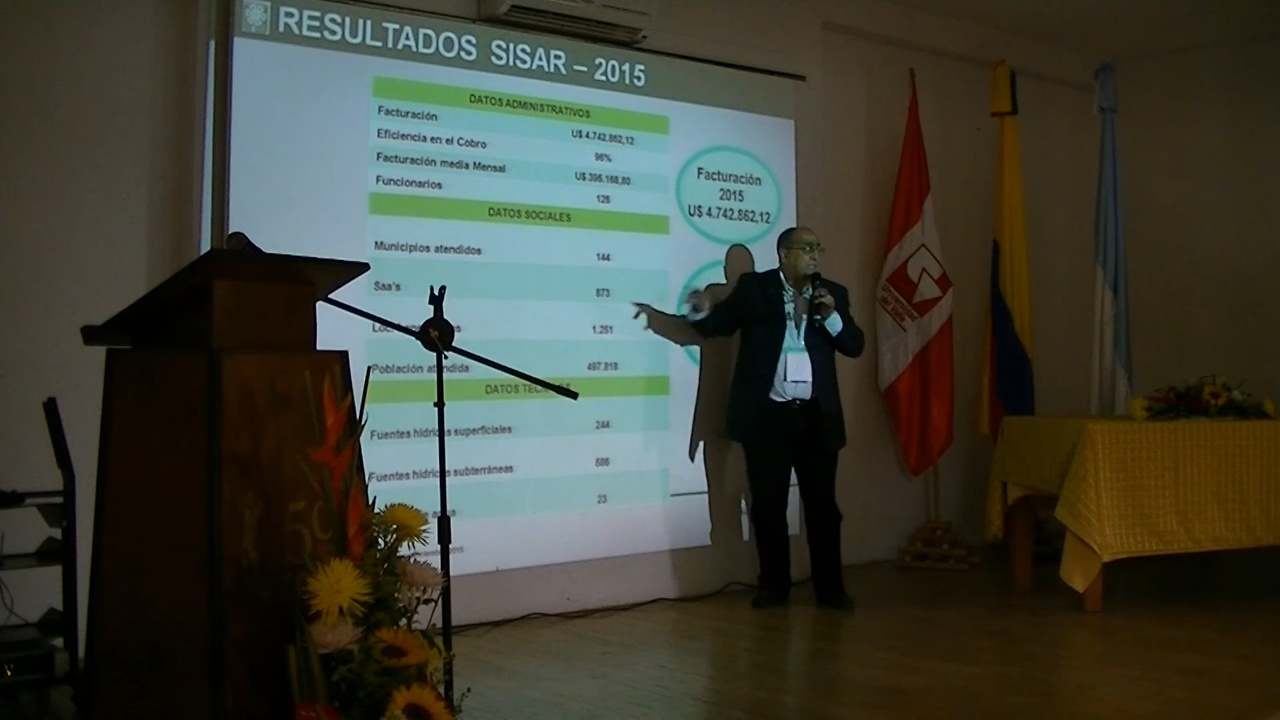 RESULTADOS SISAR – 2015
DATOS ADMINISTRATIVOS
Facturación U$ 4.742.862,12
Eficiencia en el Cobro 96%
Facturación media Mensal U$ 395.168,80
Funcionarios 126
DATOS SOCIALES
Municipios atendidos 144
Saa's 873
1.251
Población atendida 497.818
DATOS
Fuentes hídricas superficiales 244
Fuentes hídricas subterráneas 586
23
Facturación
2015
U$ 4.742.862,12